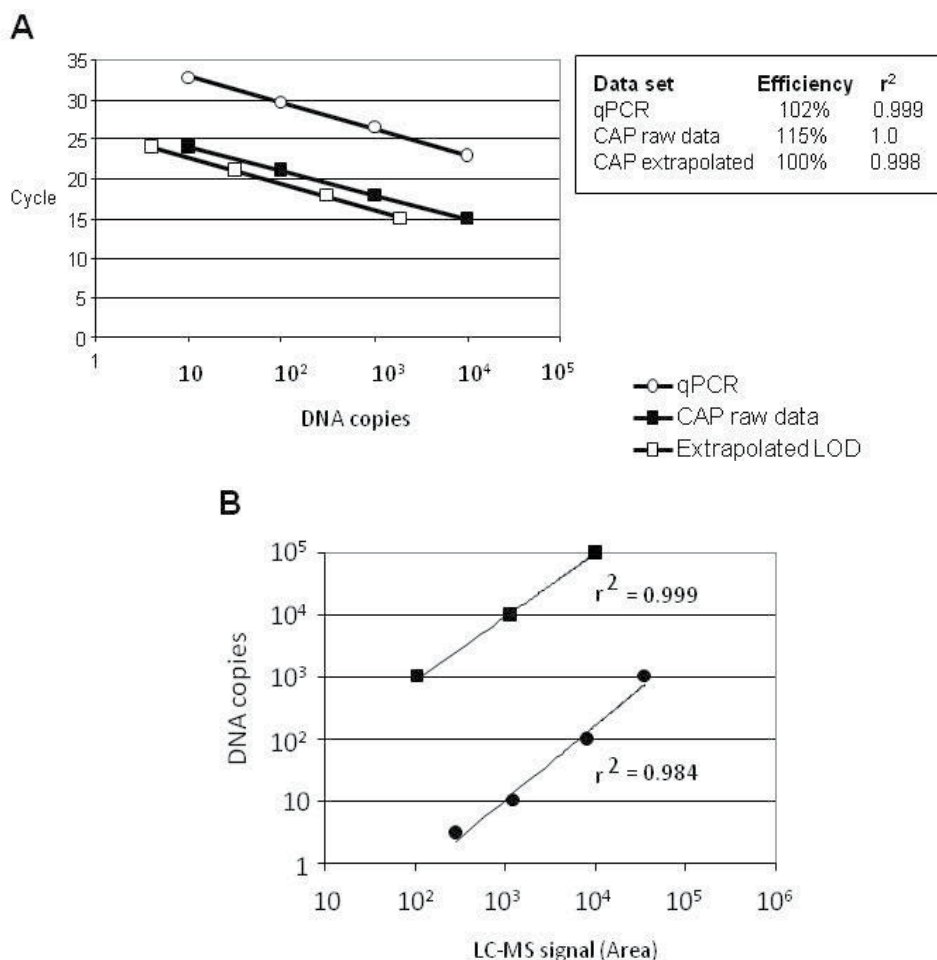 A
35
30
25
20
15
10
5
0
Cycle
1 10 10² 10³ 10⁴ 10⁵
DNA copies
Data set Efficiency r²
qPCR 102% 0.999
CAP raw data 115% 1.0
CAP extrapolated 100% 0.998
qPCR
CAP raw data
Extrapolated LOD
B
10⁵
10⁴
10³
10²
10
1
DNA copies
r² = 0.999
r² = 0.984
10 10² 10³ 10⁴ 10⁵ 10⁶
LC-MS signal (Area)